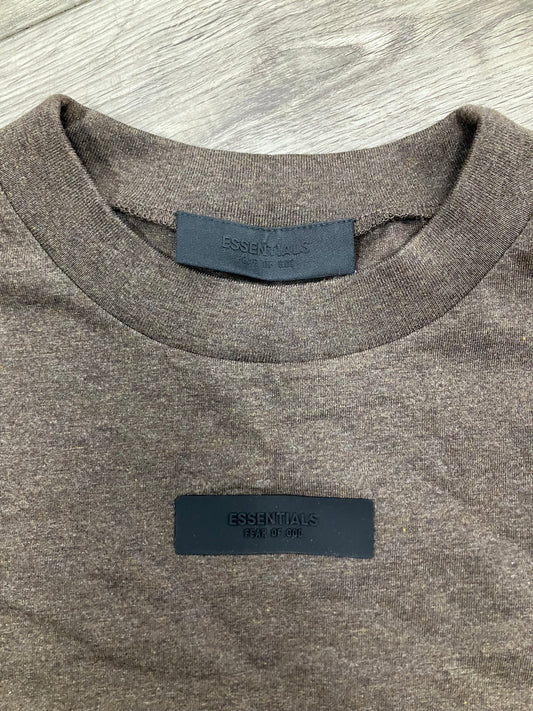 ESSENTIALS
FEAR OF GOD
ESSENTIALS
FEAR OF GOD